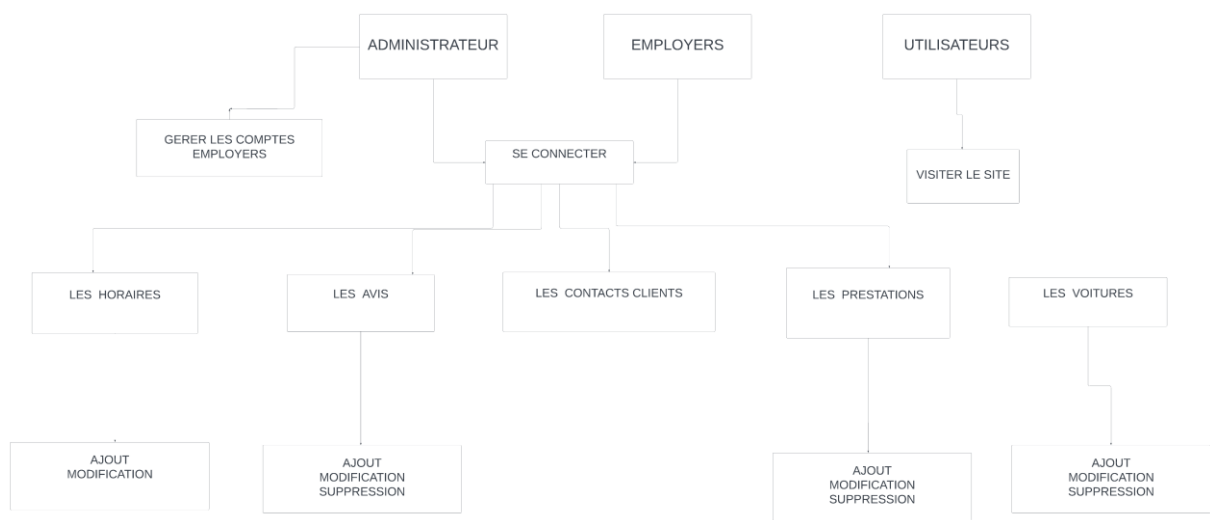 ADMINISTRATEUR
EMPLOYERS
UTILISATEURS
GERER LES COMPTES
EMPLOYERS
SE CONNECTER
VISITER LE SITE
LES HORAIRES
LES AVIS
LES CONTACTS CLIENTS
LES PRESTATIONS
LES VOITURES
AJOUT
MODIFICATION
AJOUT
MODIFICATION
SUPPRESSION
AJOUT
MODIFICATION
SUPPRESSION
AJOUT
MODIFICATION
SUPPRESSION